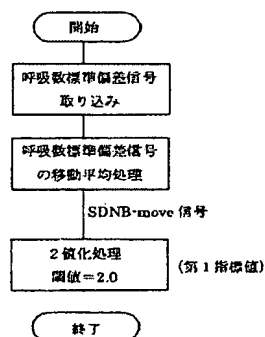 開始
呼吸数標準偏差信号
取り込み
呼吸数標準偏差信号
の移動平均処理
SDNB-move 信号
2値化処理
閾値=2.0
(第1指標値)
終了